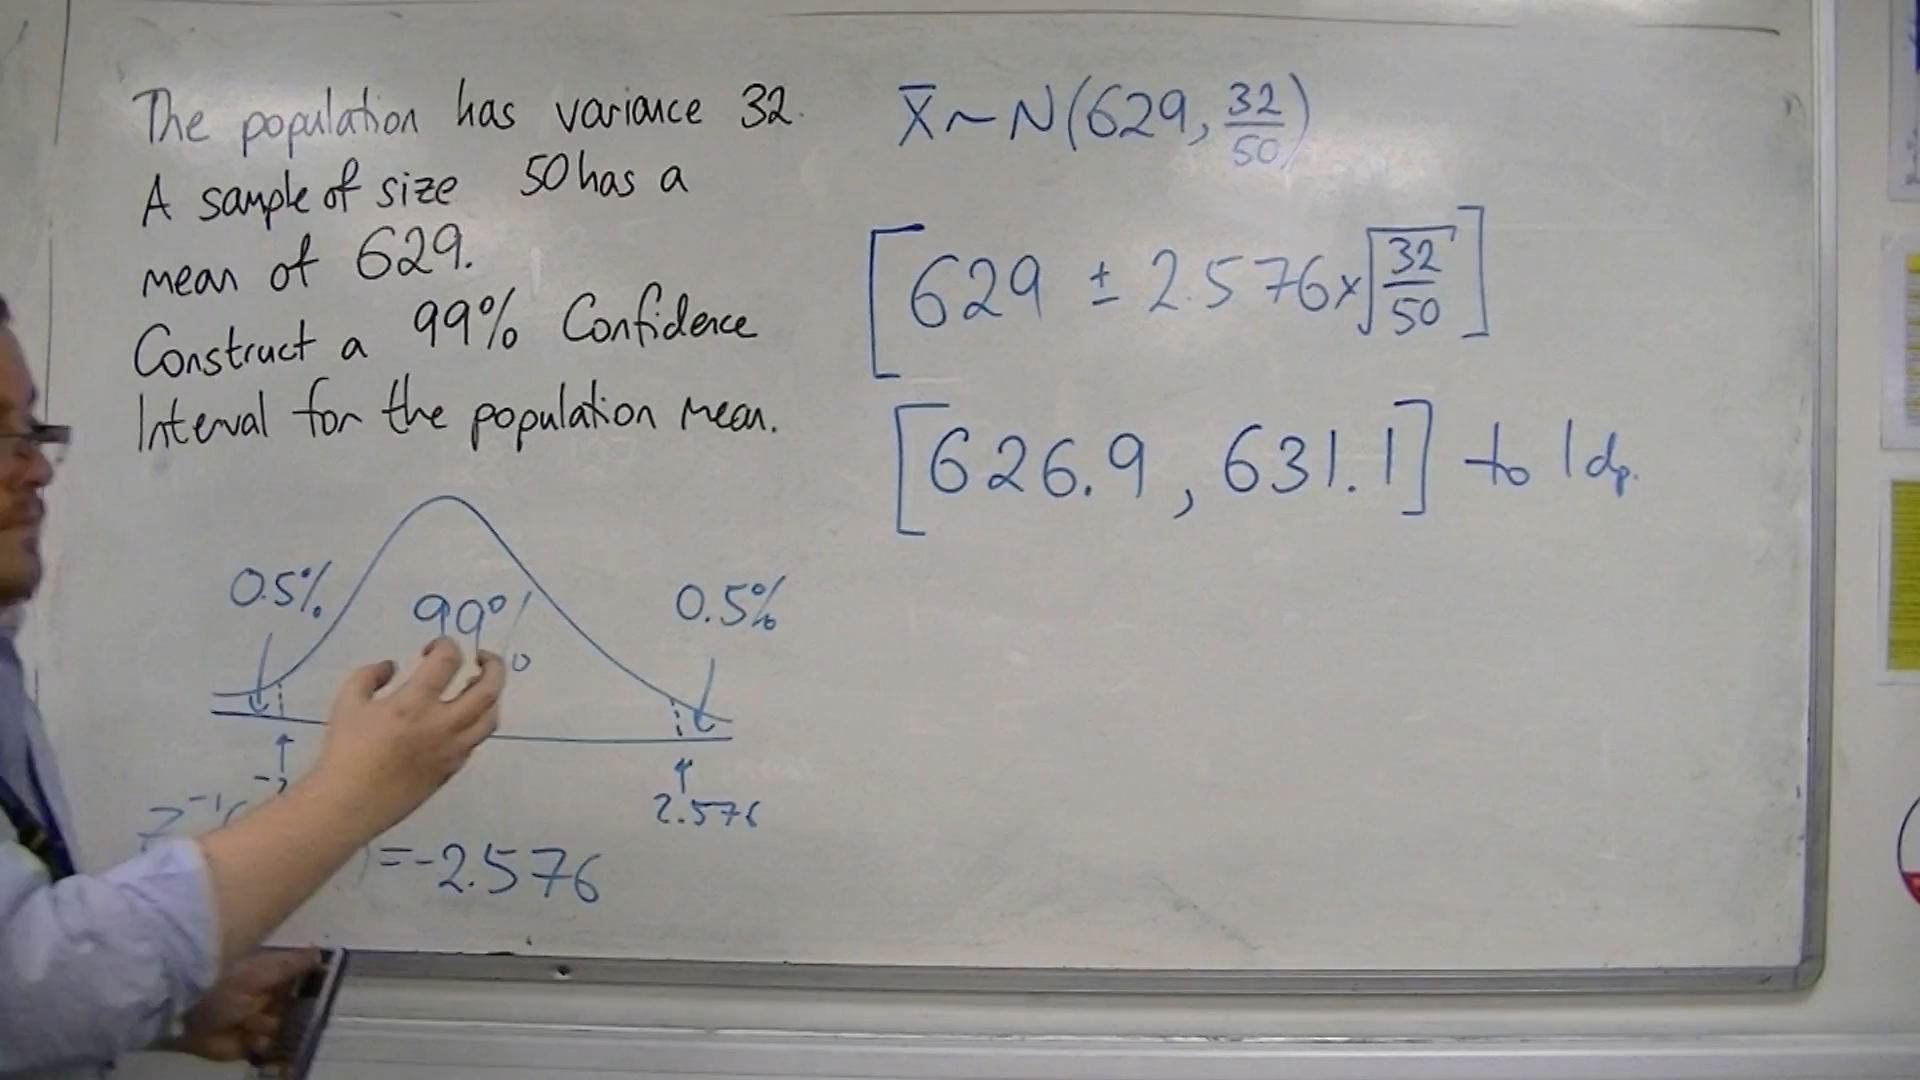 The population has variance 32.
A sample of size 50 has a
mean of 629.
Construct a 99% Confidence
Interval for the population mean.
0.5%
99%
0.5%
2.576
= -2.576
X̄ ~ N(629, 32/50)
[629 ± 2.576 × √(32/50)]
[626.9, 631.1] to 1dp.